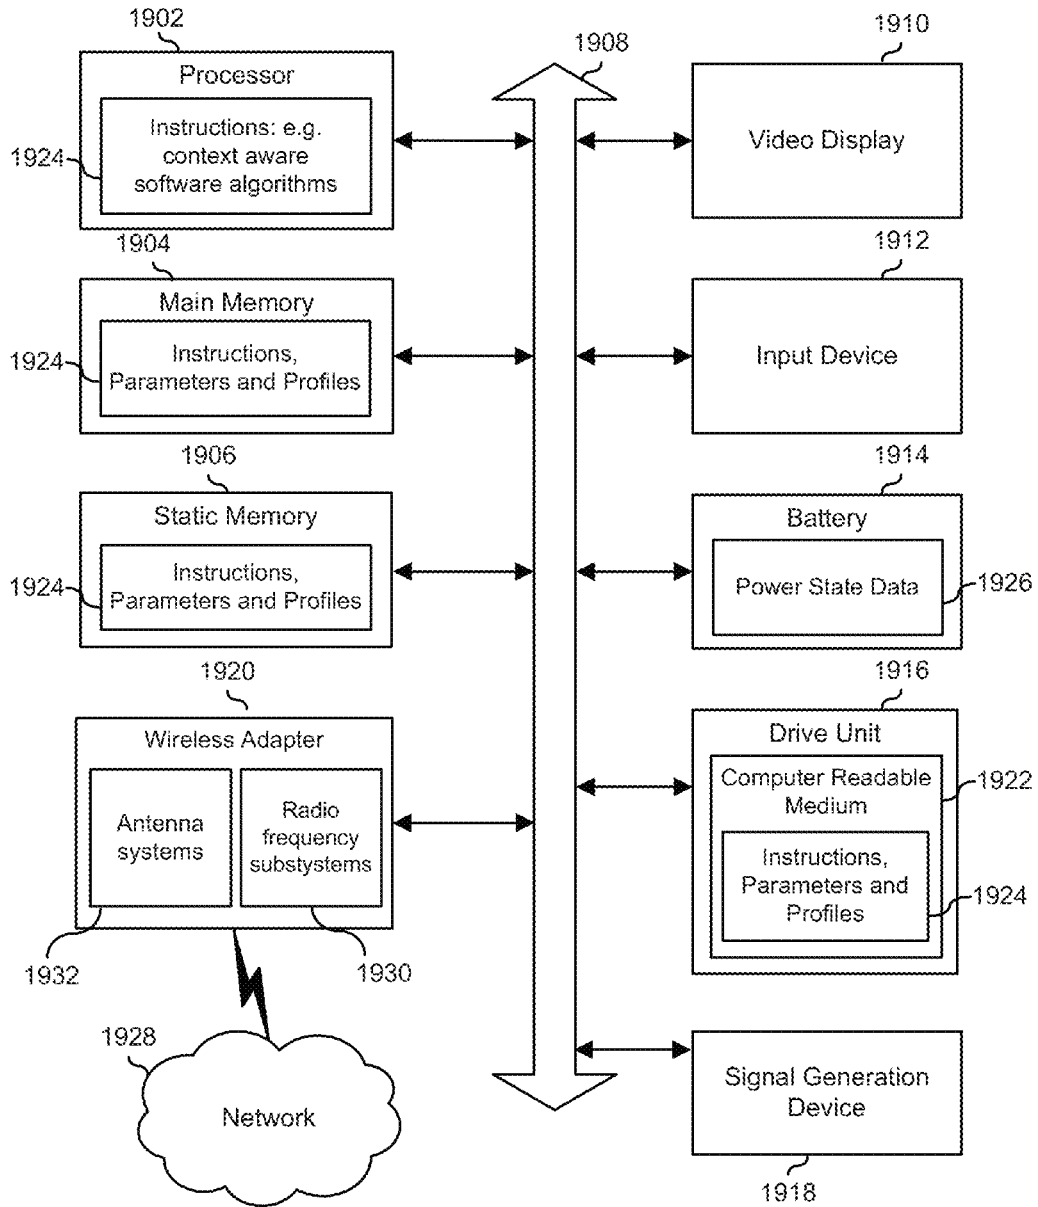 1902
Processor
Instructions: e.g.
context aware
software algorithms
1924
1904
Main Memory
Instructions,
Parameters and Profiles
1924
1906
Static Memory
Instructions,
Parameters and Profiles
1924
1920
Wireless Adapter
Antenna
systems
Radio
frequency
substystems
1932
1930
1928
Network
1908
1910
Video Display
1912
Input Device
1914
Battery
Power State Data
1926
1916
Drive Unit
Computer Readable
Medium
1922
Instructions,
Parameters and
Profiles
1924
Signal Generation
Device
1918